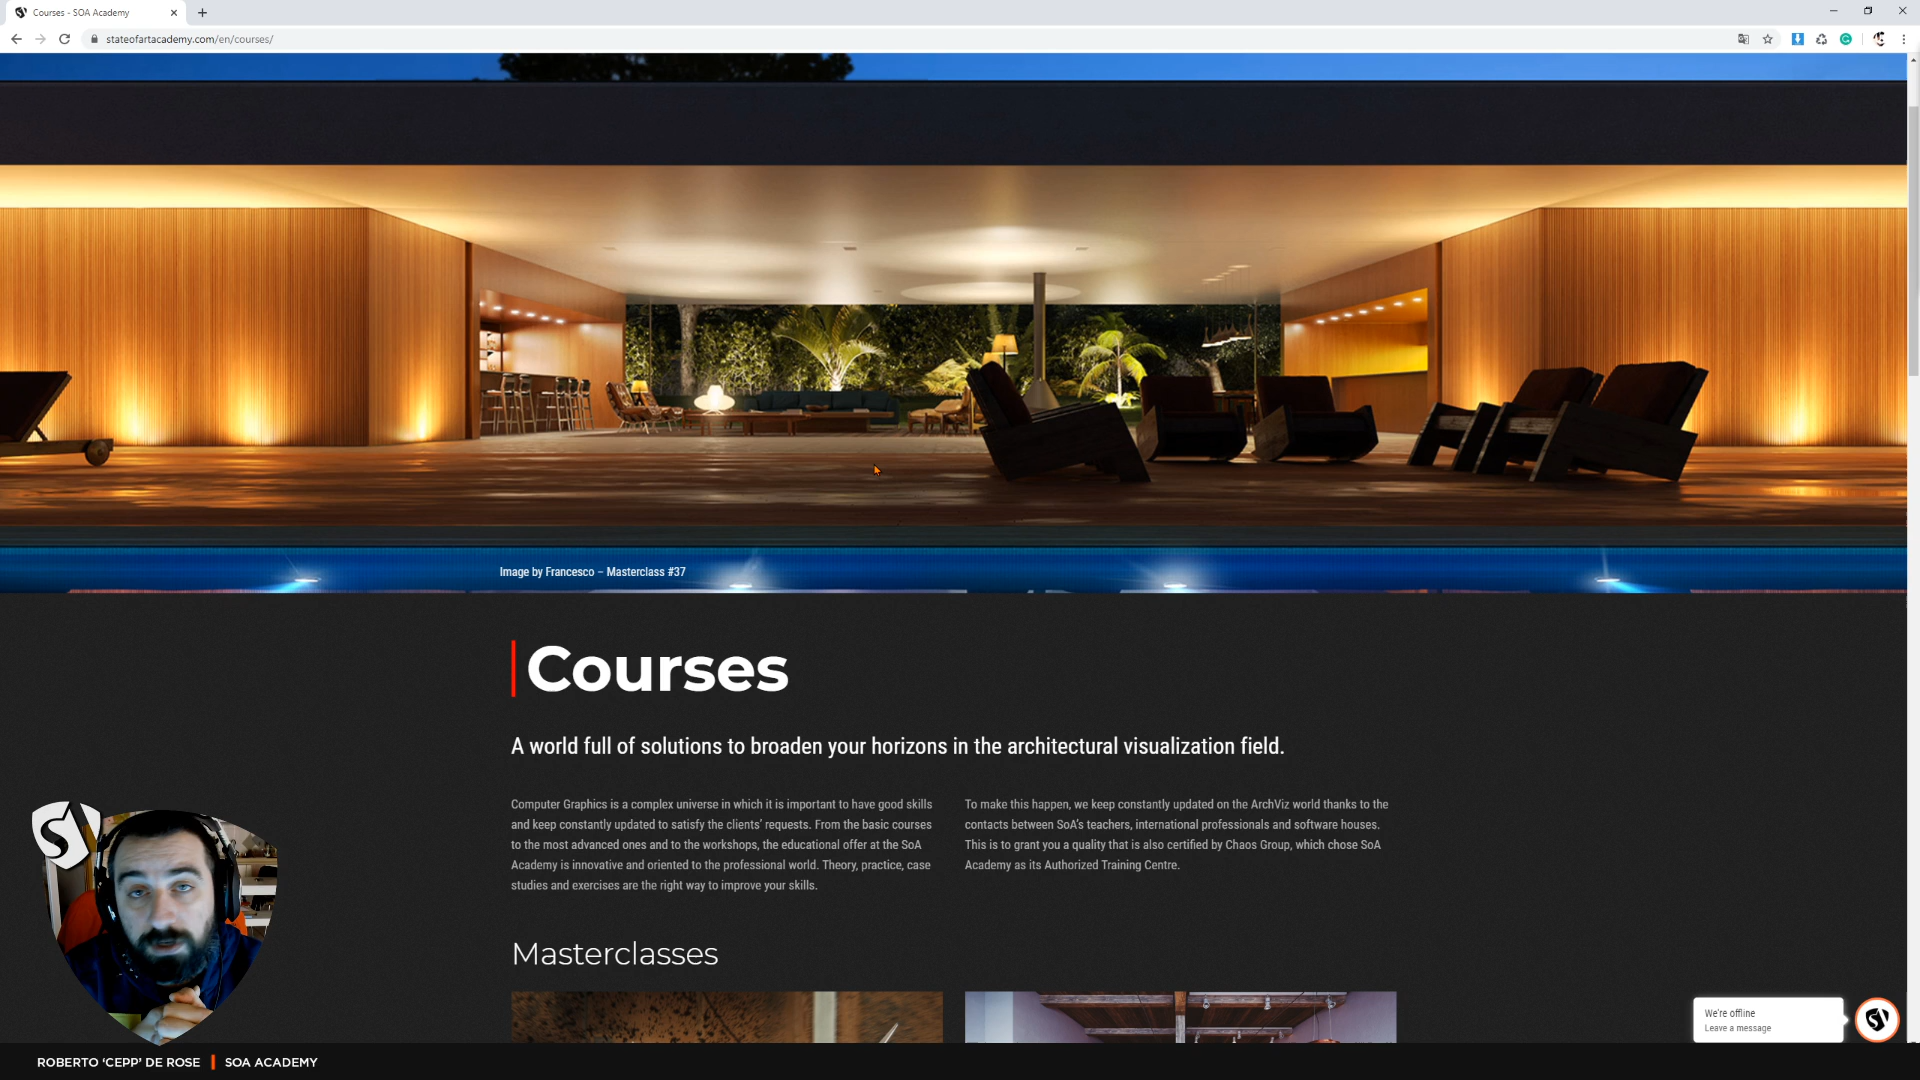 Courses - SOA Academy
stateofartacademy.com/en/courses/
Image by Francesco – Masterclass #37
Courses
A world full of solutions to broaden your horizons in the architectural visualization field.
Computer Graphics is a complex universe in which it is important to have good skills
and keep constantly updated to satisfy the clients’ requests. From the basic courses
to the most advanced ones and to the workshops, the educational offer at the SoA
Academy is innovative and oriented to the professional world. Theory, practice, case
studies and exercises are the right way to improve your skills.
To make this happen, we keep constantly updated on the ArchViz world thanks to the
contacts between SoA’s teachers, international professionals and software houses.
This is to grant you a quality that is also certified by Chaos Group, which chose SoA
Academy as its Authorized Training Centre.
Masterclasses
We're offline
Leave a message
ROBERTO ‘CEPP’ DE ROSE | SOA ACADEMY